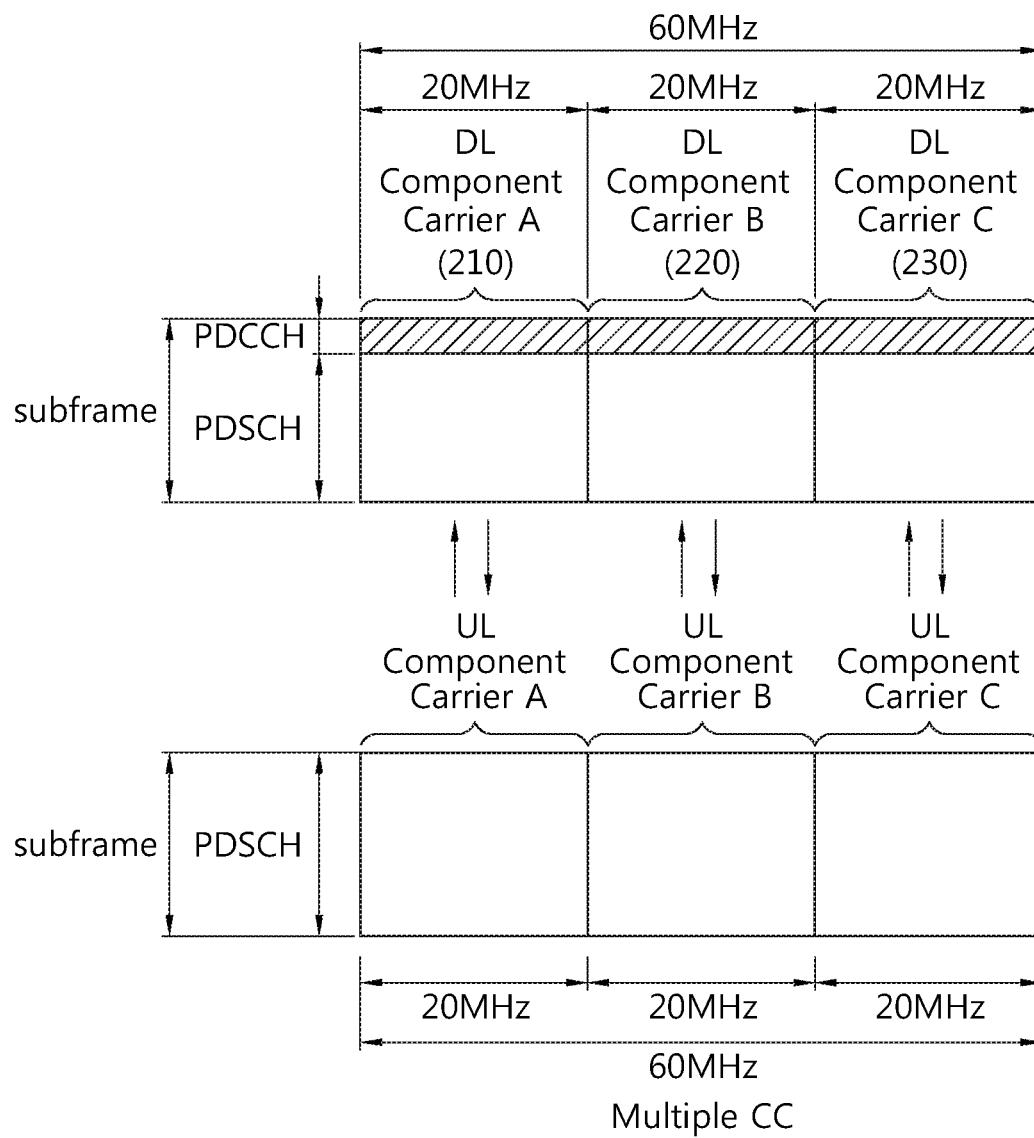 60MHz
20MHz 20MHz 20MHz
DL DL DL
Component Component Component
Carrier A Carrier B Carrier C
(210) (220) (230)
PDCCH
subframe
PDSCH
UL UL UL
Component Component Component
Carrier A Carrier B Carrier C
subframe PDSCH
20MHz 20MHz 20MHz
60MHz
Multiple CC